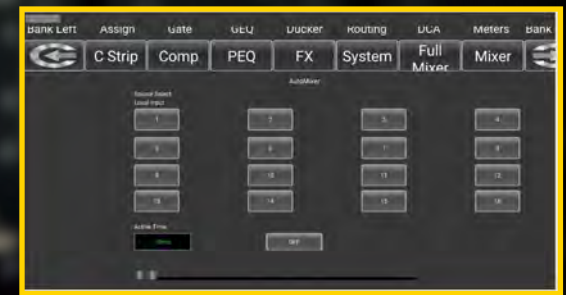 Bank Left Assign Gate GEQ Ducker Routing DCA Meters Bank
C Strip Comp PEQ FX System Full Mixer Mixer
AutoMixer
Source Select
Local Input
1 2 3 4
5 6 7 8
9 10 11 12
13 14 15 16
Active Time
OFF